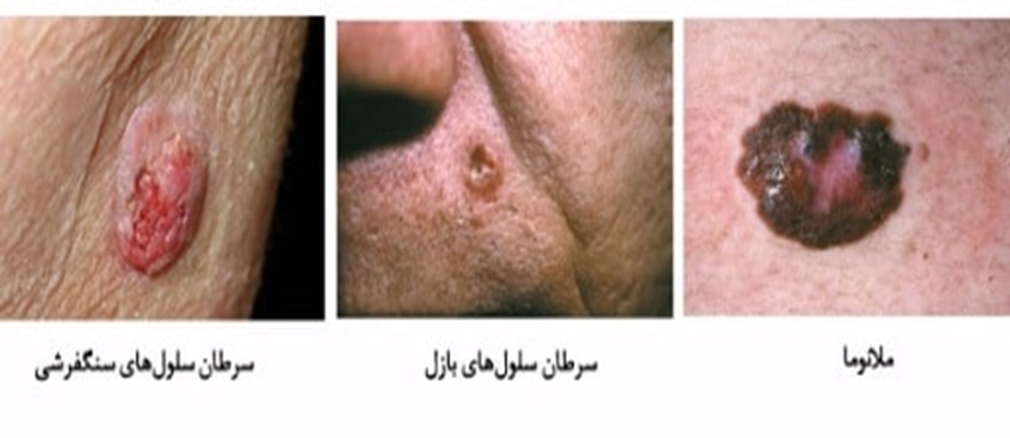 ملانوما
سرطان سلول‌های بازل
سرطان سلول‌های سنگفرشی